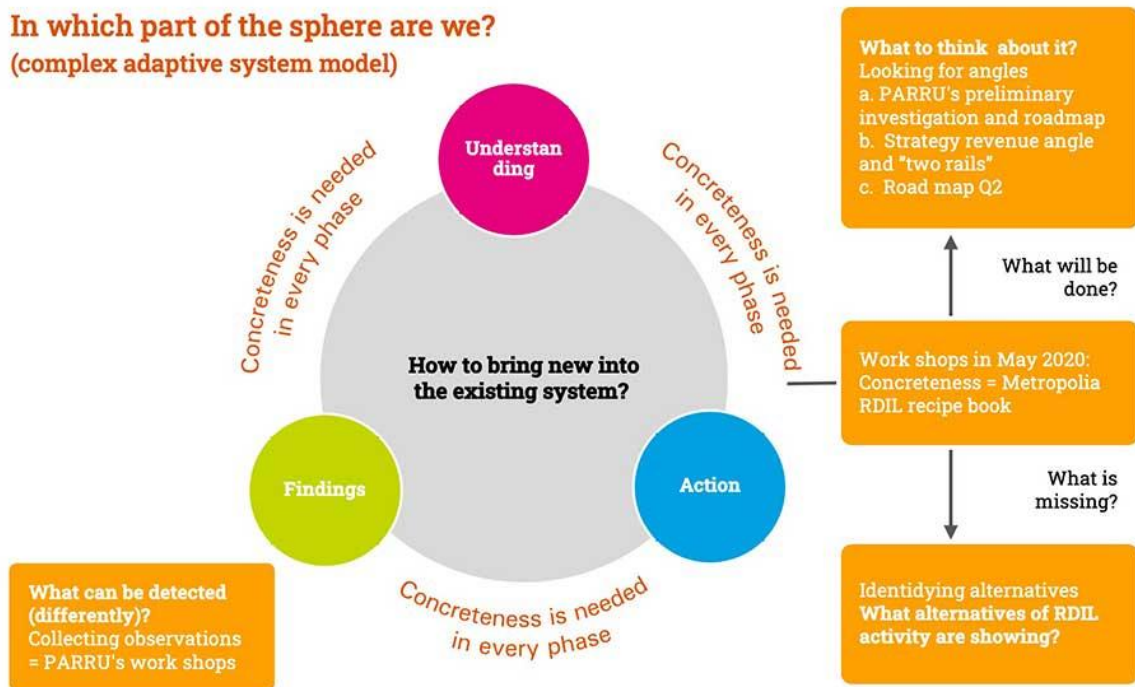 In which part of the sphere are we?
(complex adaptive system model)
Understan
ding
Concreteness is needed
in every phase
Concreteness is needed
in every phase
How to bring new into
the existing system?
Findings
Action
Concreteness is needed
in every phase
What can be detected
(differently)?
Collecting observations
= PARRU's work shops
What to think about it?
Looking for angles
a. PARRU's preliminary
investigation and roadmap
b. Strategy revenue angle
and "two rails"
c. Road map Q2
What will be
done?
Work shops in May 2020:
Concreteness = Metropolia
RDIL recipe book
What is
missing?
Identidying alternatives
What alternatives of RDIL
activity are showing?